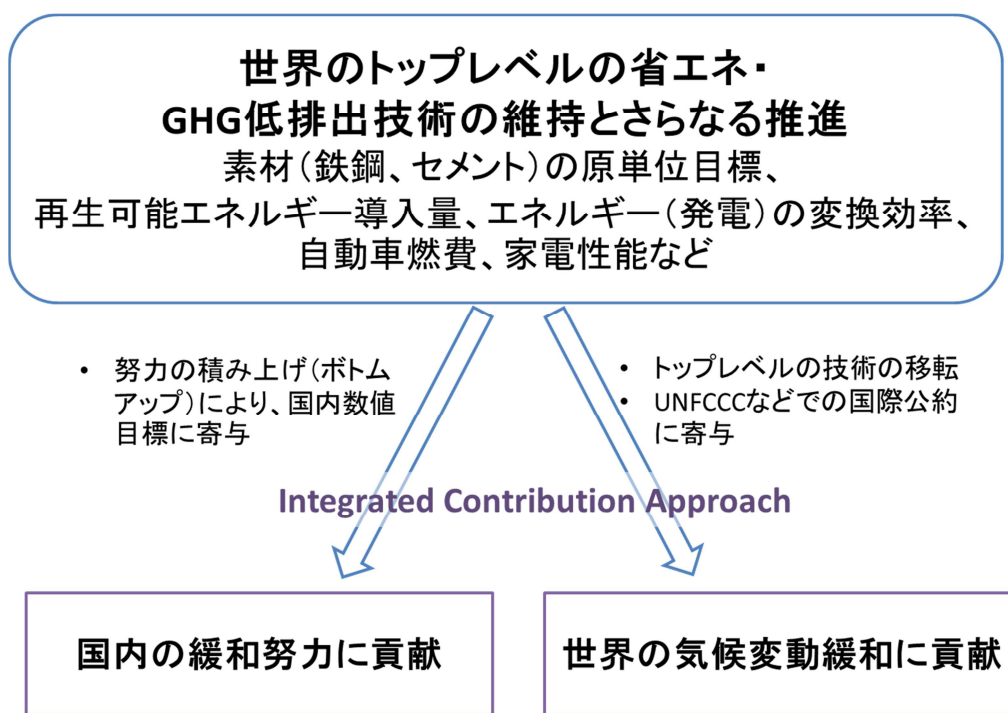 世界のトップレベルの省エネ・
GHG低排出技術の維持とさらなる推進
素材（鉄鋼、セメント）の原単位目標、
再生可能エネルギー導入量、エネルギー（発電）の変換効率、
自動車燃費、家電性能など
• 努力の積み上げ（ボトム
アップ）により、国内数値
目標に寄与
• トップレベルの技術の移転
• UNFCCCなどでの国際公約
に寄与
Integrated Contribution Approach
国内の緩和努力に貢献
世界の気候変動緩和に貢献